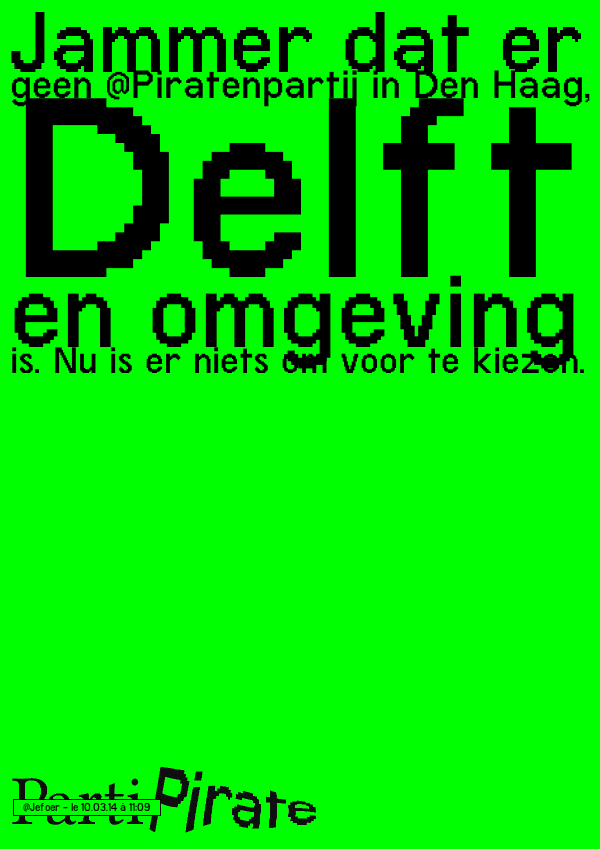 Jammer dat er
geen @Piratenpartij in Den Haag,
Delft
en omgeving
is. Nu is er niets om voor te kiezen.
Parti Pirate
@Jefoer - le 10.03.14 à 11:09